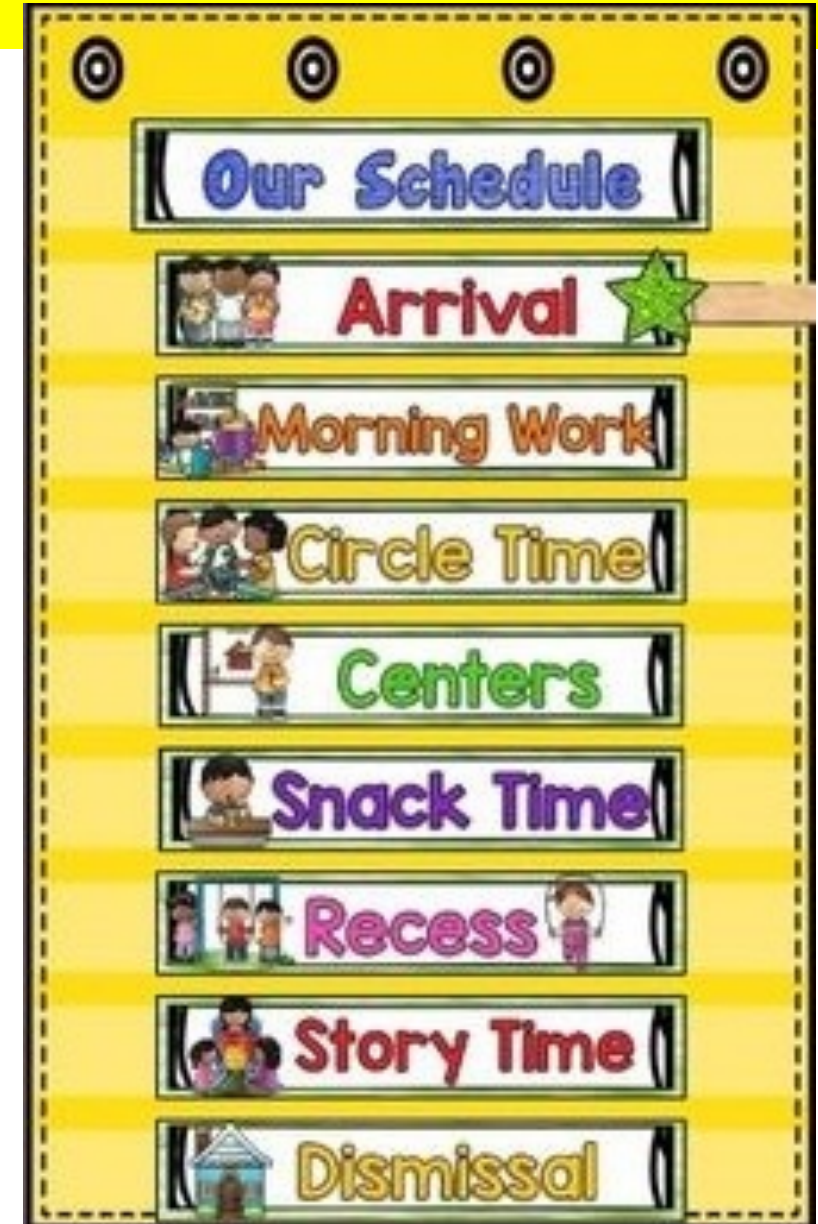 Our Schedule
Arrival
Morning Work
Circle Time
Centers
Snack Time
Recess
Story Time
Dismissal